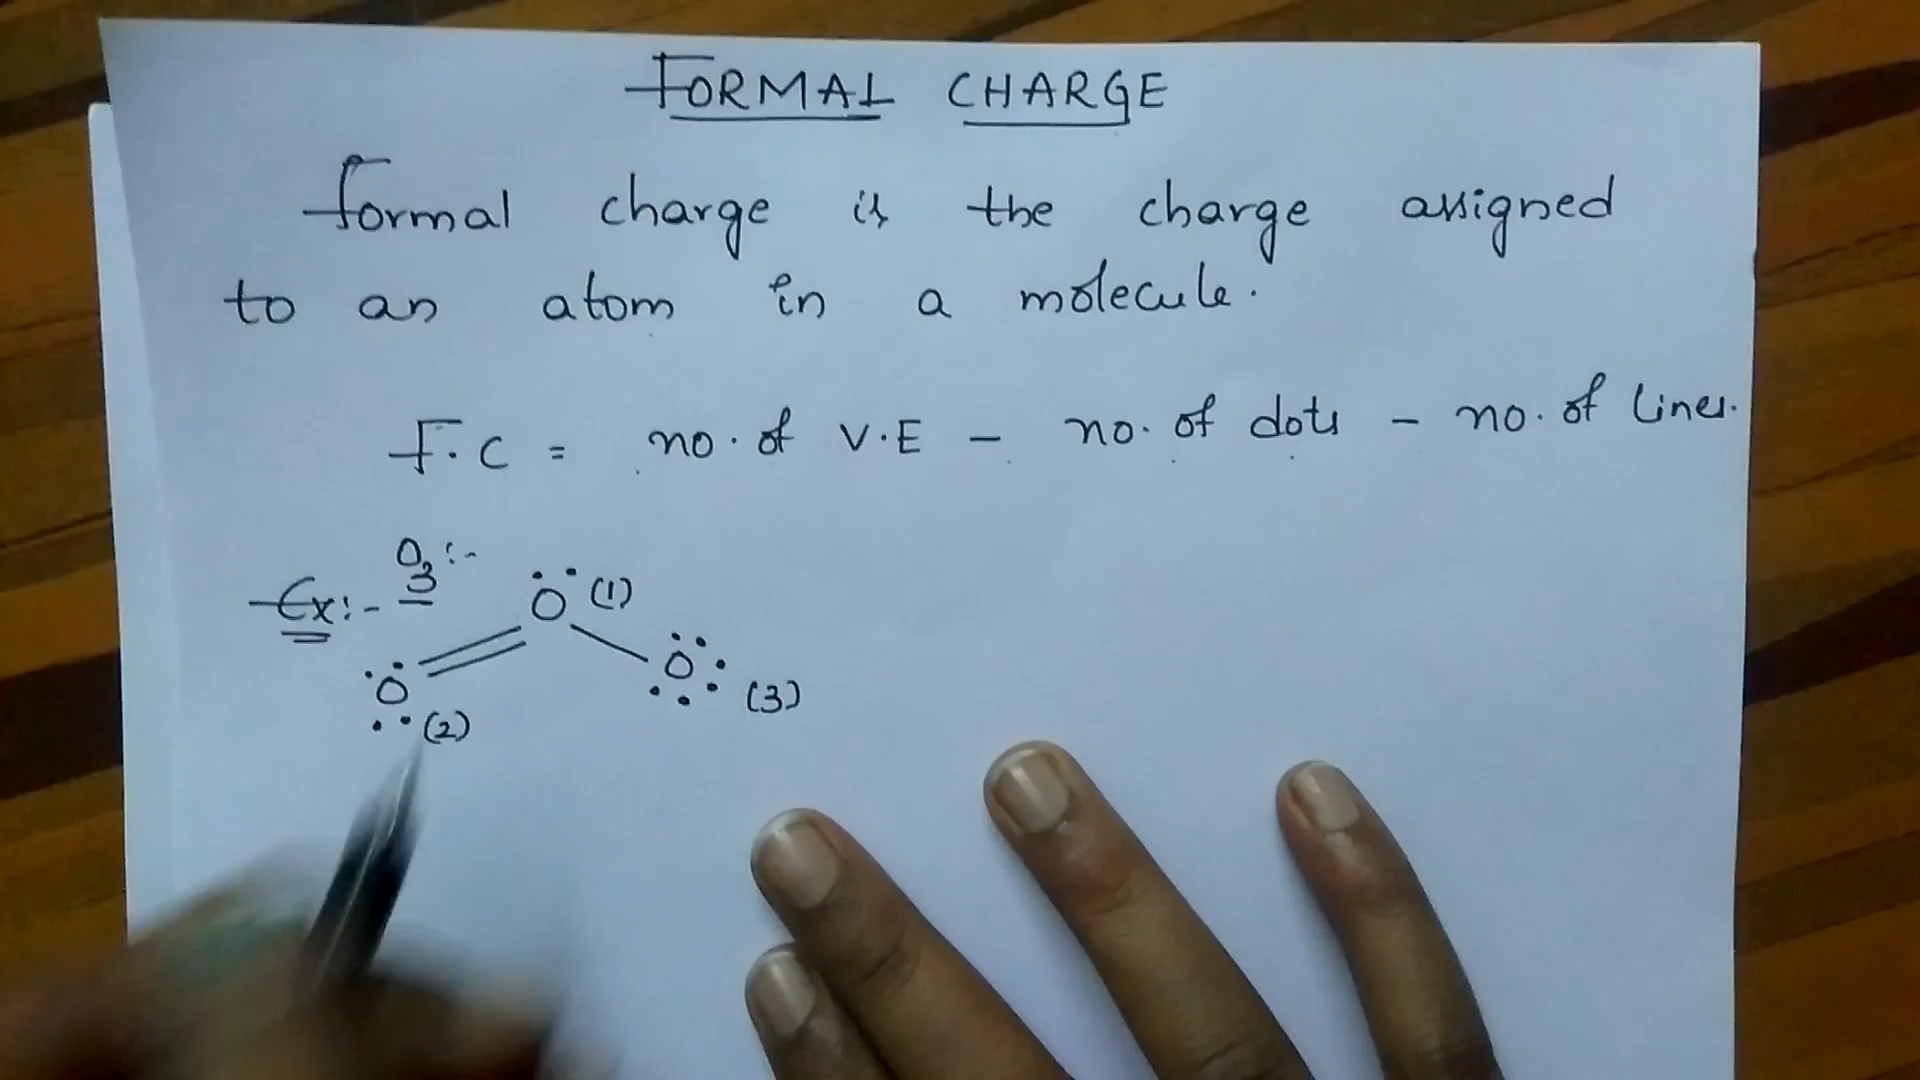 FORMAL CHARGE
Formal charge is the charge assigned
to an atom in a molecule.
F.C = no. of V.E - no. of dots - no. of lines.
Ex:- O3:-
O (1)
O (2)
O (3)